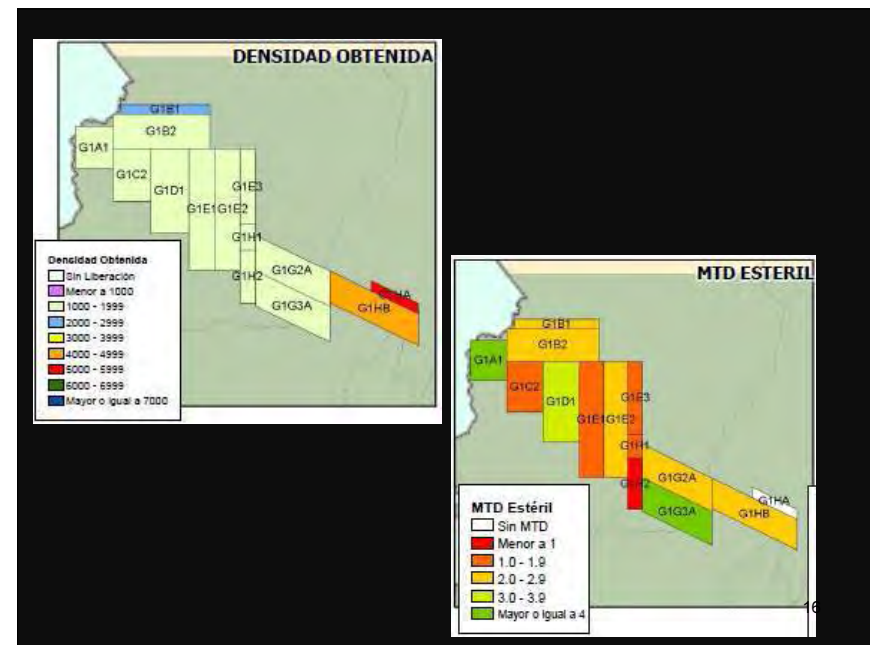 DENSIDAD OBTENIDA
G1B1
G1B2
G1A1
G1C2
G1D1
G1E3
G1E1
G1E2
G1H1
G1H2
G1G2A
G1G3A
G1HA
G1HB
Densidad Obtenida
Sin Liberación
Menor a 1000
1000 - 1999
2000 - 2999
3000 - 3999
4000 - 4999
5000 - 5999
6000 - 6999
Mayor o igual a 7000
MTD ESTERIL
G1B1
G1B2
G1A1
G1C2
G1D1
G1E3
G1E1
G1E2
G1H1
G1H2
G1G2A
G1G3A
G1HA
G1HB
MTD Estéril
Sin MTD
Menor a 1
1.0 - 1.9
2.0 - 2.9
3.0 - 3.9
Mayor o igual a 4
16